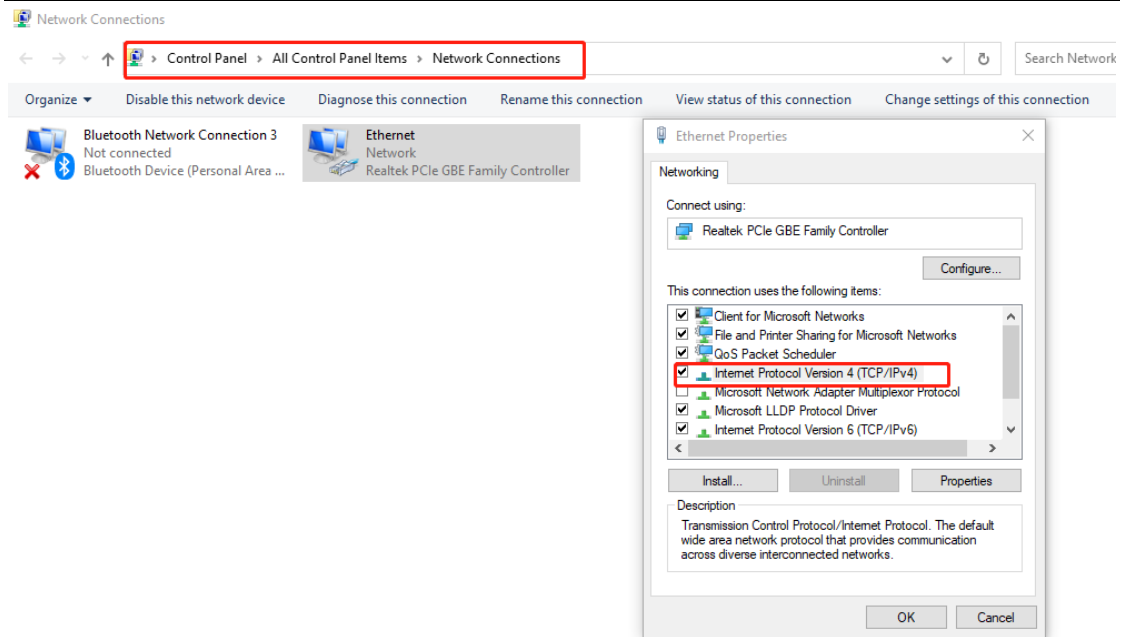 Network Connections
Control Panel > All Control Panel Items > Network Connections
Search Network
Organize
Disable this network device
Diagnose this connection
Rename this connection
View status of this connection
Change settings of this connection
Bluetooth Network Connection 3
Not connected
Bluetooth Device (Personal Area ...
Ethernet
Network
Realtek PCIe GBE Family Controller
Ethernet Properties
Networking
Connect using:
Realtek PCIe GBE Family Controller
Configure...
This connection uses the following items:
Client for Microsoft Networks
File and Printer Sharing for Microsoft Networks
QoS Packet Scheduler
Internet Protocol Version 4 (TCP/IPv4)
Microsoft Network Adapter Multiplexor Protocol
Microsoft LLDP Protocol Driver
Internet Protocol Version 6 (TCP/IPv6)
Install...
Uninstall
Properties
Description
Transmission Control Protocol/Internet Protocol. The default
wide area network protocol that provides communication
across diverse interconnected networks.
OK
Cancel